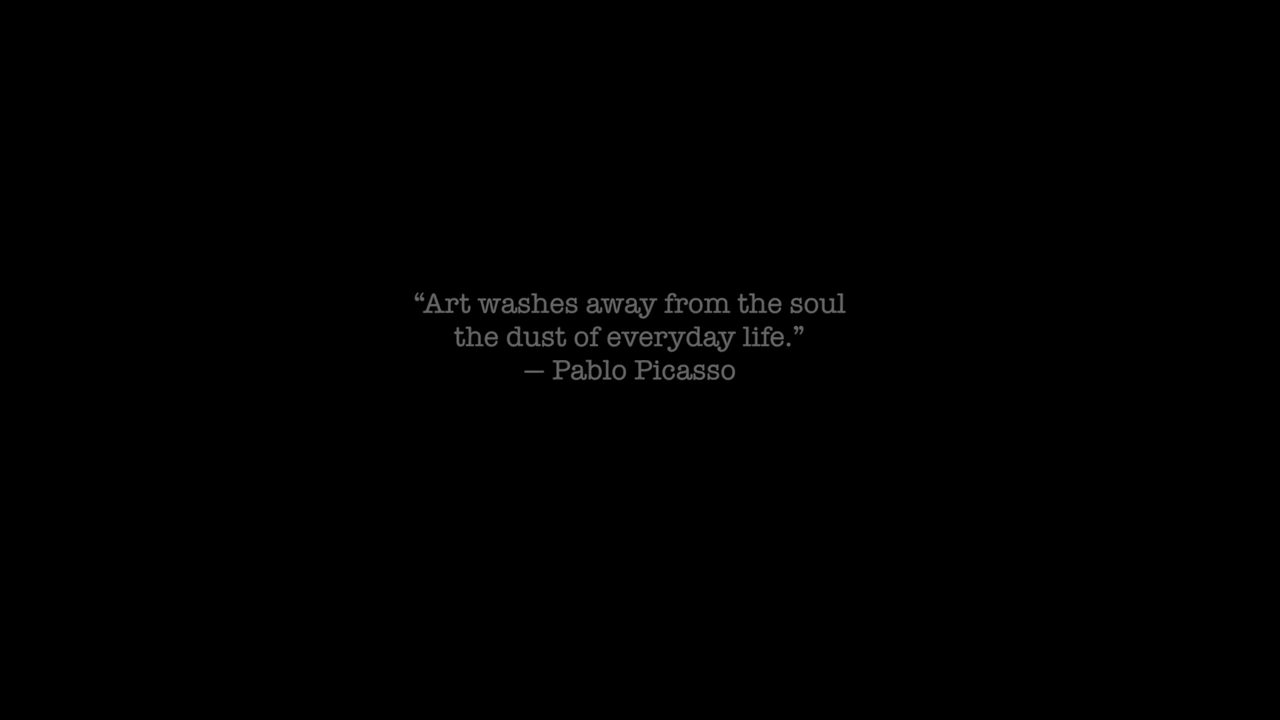 “Art washes away from the soul
the dust of everyday life.”
— Pablo Picasso